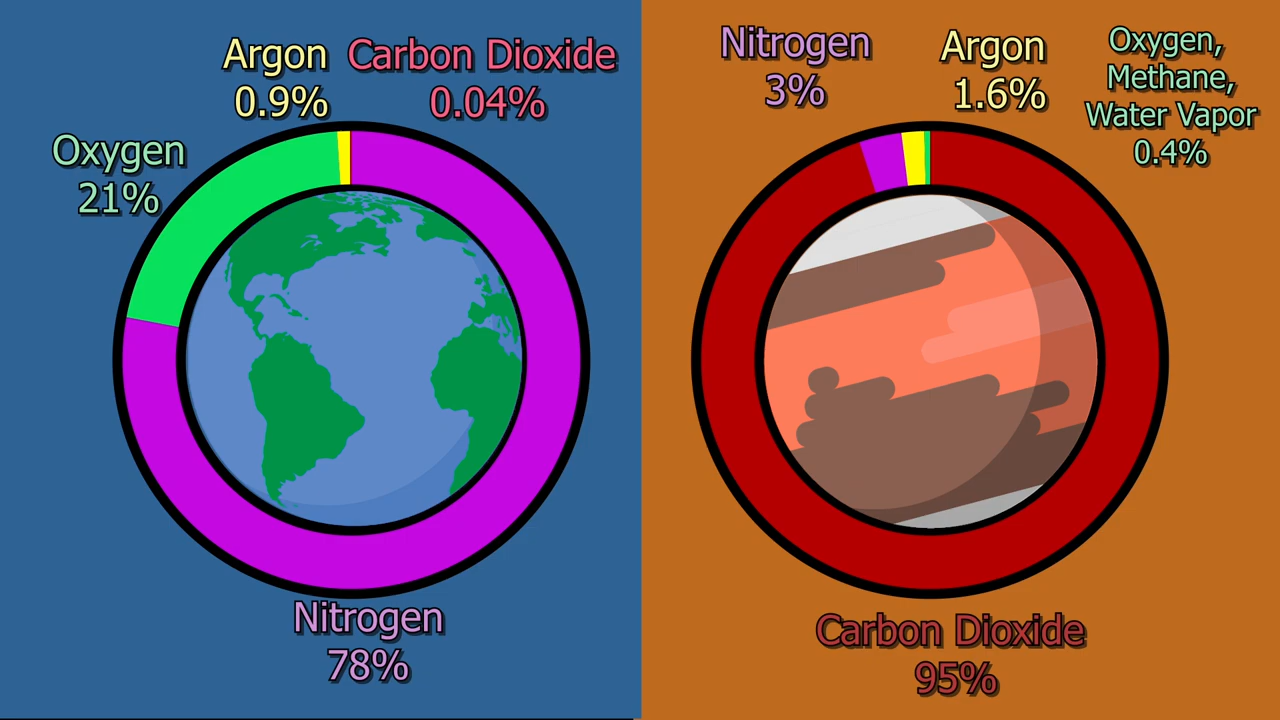 Argon
0.9%
Carbon Dioxide
0.04%
Oxygen
21%
Nitrogen
78%
Nitrogen
3%
Argon
1.6%
Oxygen,
Methane,
Water Vapor
0.4%
Carbon Dioxide
95%